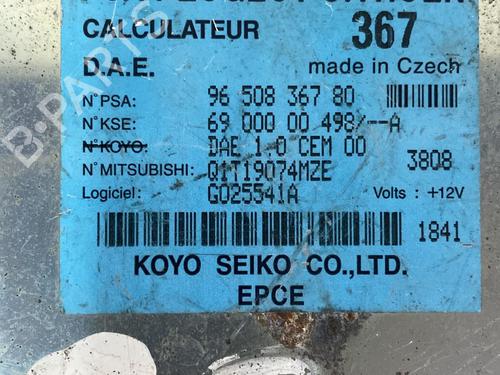 CALCULATEUR 367
D.A.E. made in Czech
N°PSA: 96 508 367 80
N°KSE: 69 000 00 498/--A
N°KOYO: DAE 1.0 CEM 00
N°MITSUBISHI: Q1T19074MZE 3808
Logiciel: G025541A Volts : +12V
1841
KOYO SEIKO CO.,LTD.
EPCE
B-PARTS